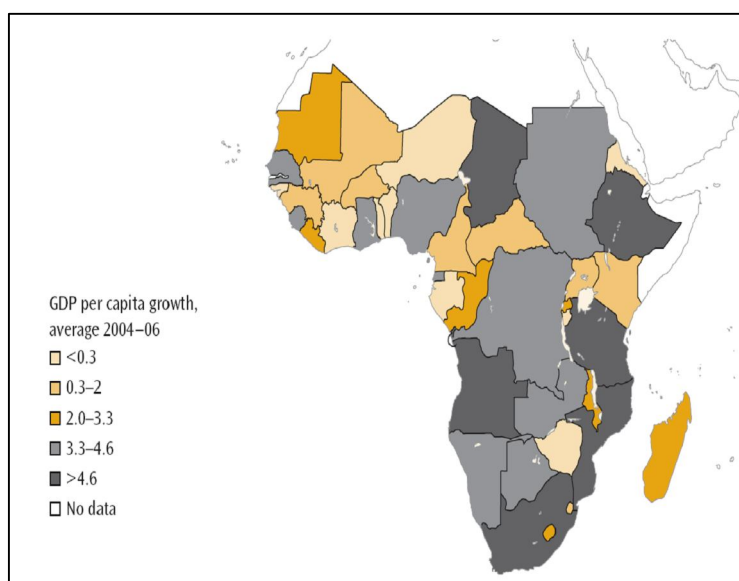 GDP per capita growth,
average 2004–06
<0.3
0.3–2
2.0–3.3
3.3–4.6
>4.6
No data